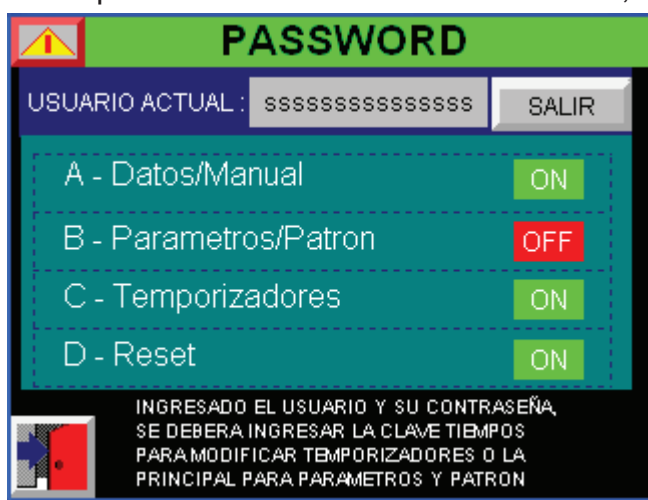 PASSWORD
USUARIO ACTUAL : SSSSSSSSSSSSSSS SALIR
A - Datos/Manual ON
B - Parametros/Patron OFF
C - Temporizadores ON
D - Reset ON
INGRESADO EL USUARIO Y SU CONTRASEÑA,
SE DEBERA INGRESAR LA CLAVE TIEMPOS
PARA MODIFICAR TEMPORIZADORES O LA
PRINCIPAL PARA PARAMETROS Y PATRON